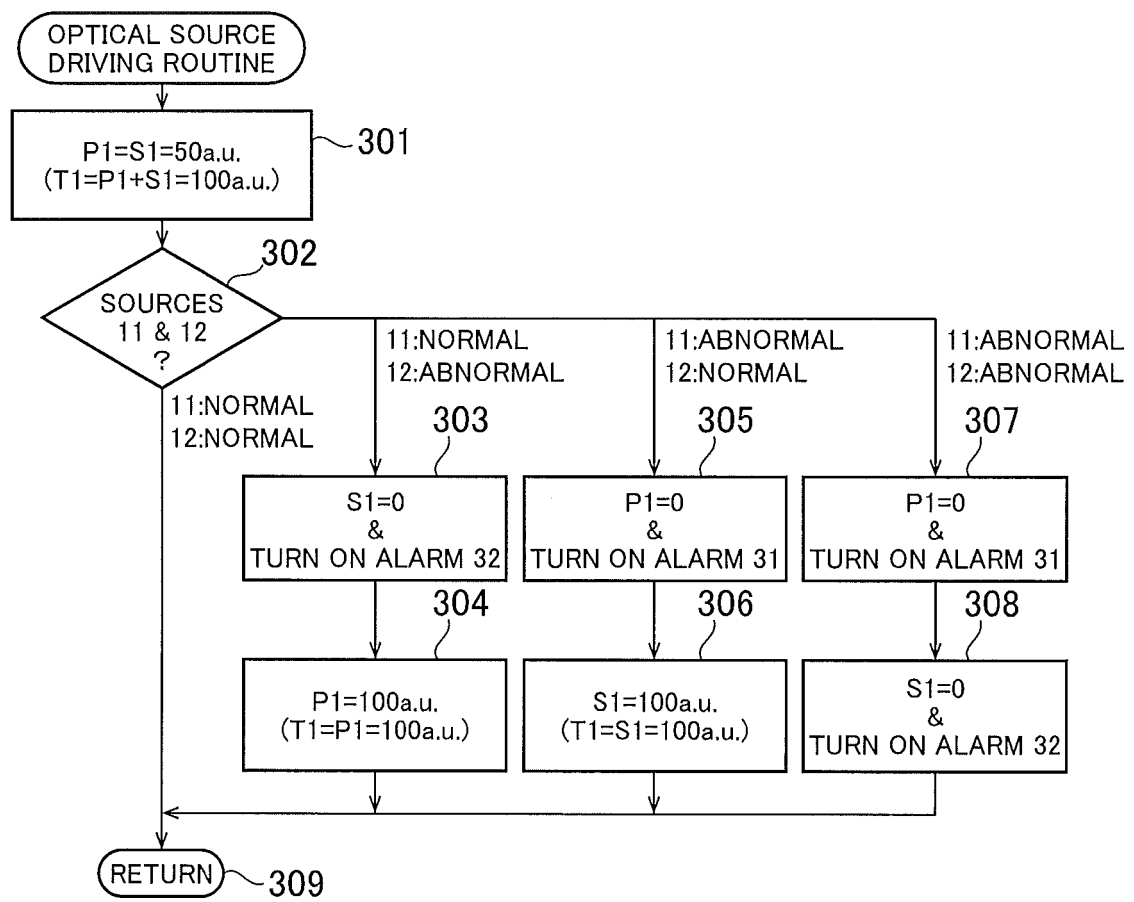 OPTICAL SOURCE
DRIVING ROUTINE
301
P1=S1=50a.u.
(T1=P1+S1=100a.u.)
302
SOURCES
11 & 12
?
11:NORMAL
12:NORMAL
11:NORMAL
12:ABNORMAL
11:ABNORMAL
12:NORMAL
11:ABNORMAL
12:ABNORMAL
303
S1=0
&
TURN ON ALARM 32
305
P1=0
&
TURN ON ALARM 31
307
P1=0
&
TURN ON ALARM 31
304
P1=100a.u.
(T1=P1=100a.u.)
306
S1=100a.u.
(T1=S1=100a.u.)
308
S1=0
&
TURN ON ALARM 32
RETURN
309